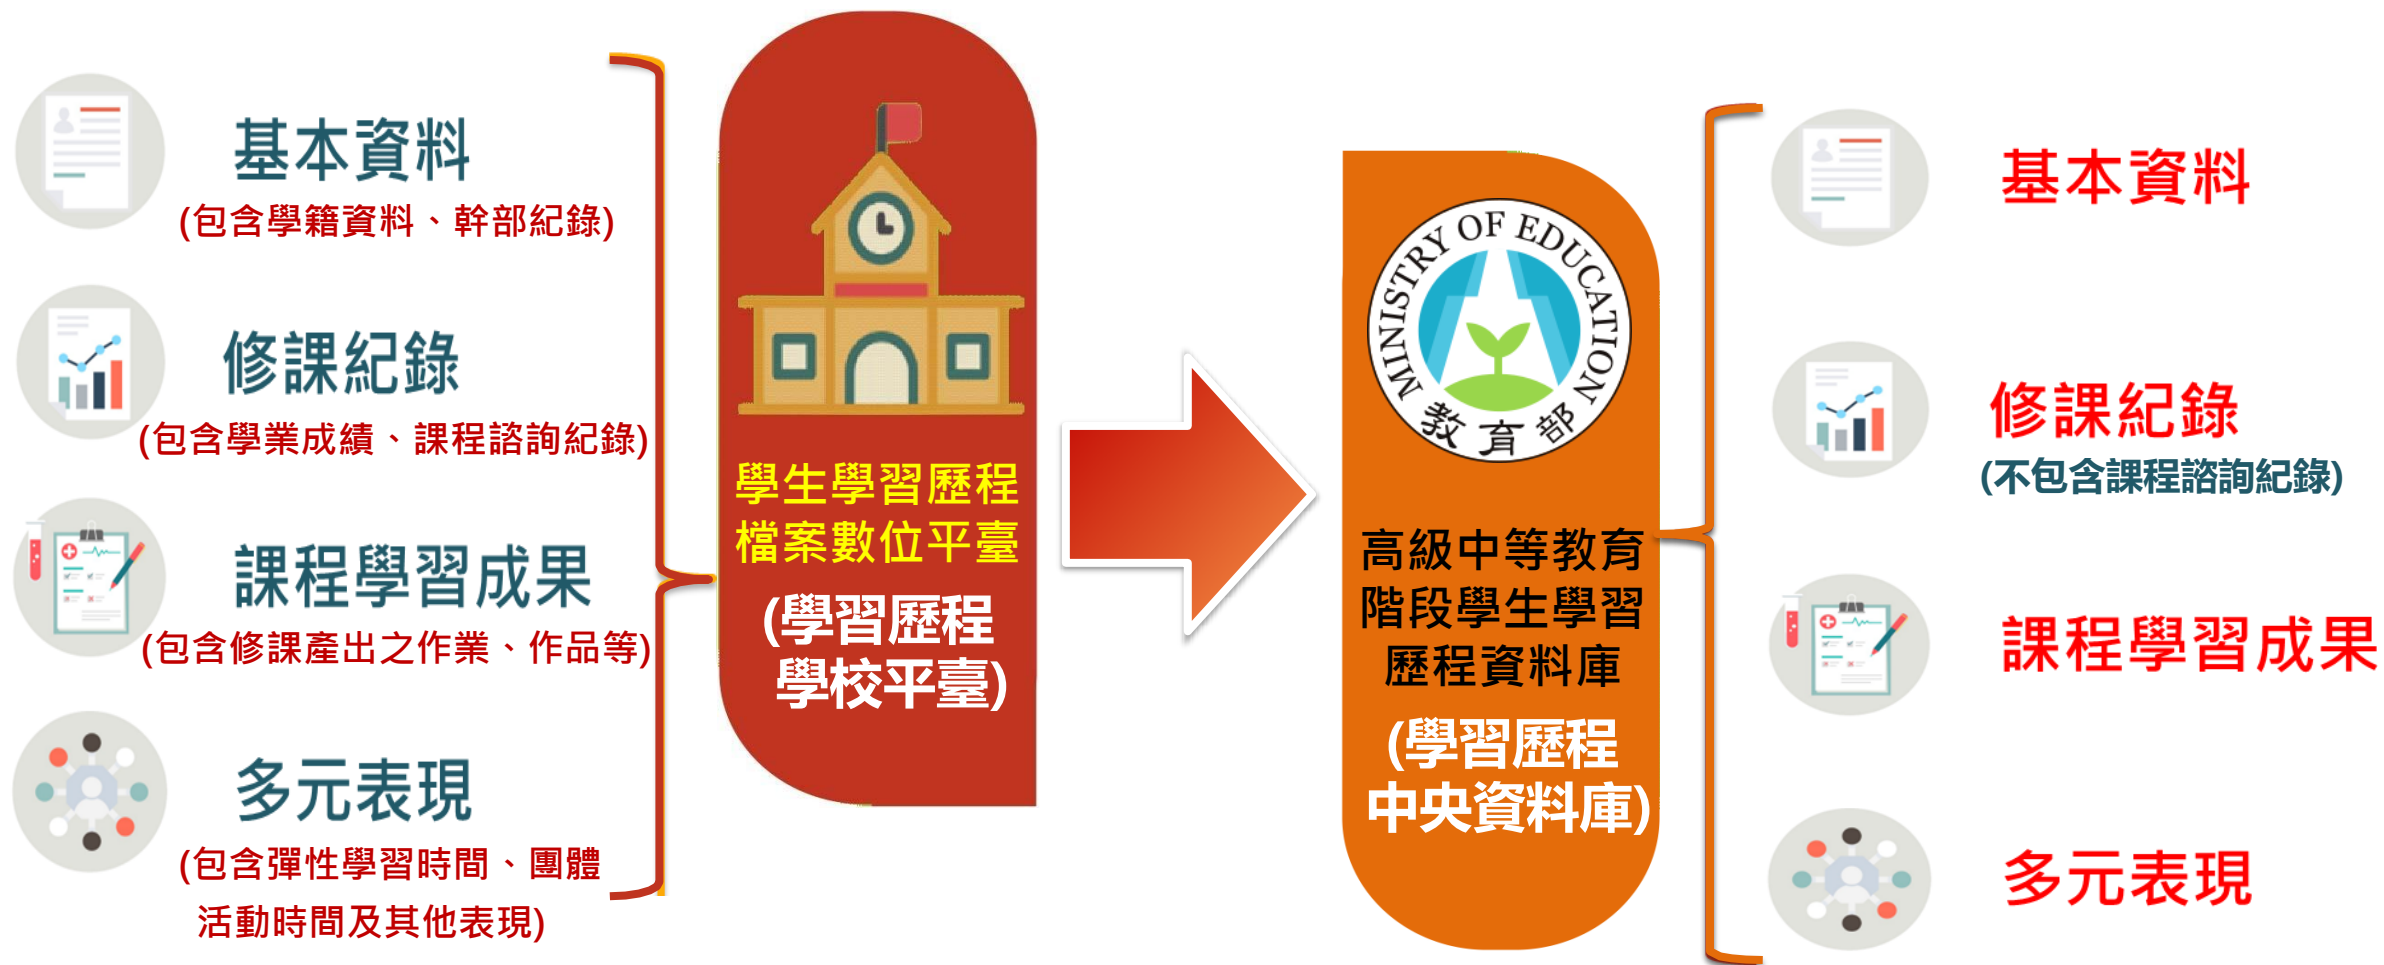 基本資料
(包含學籍資料、幹部紀錄)
修課紀錄
(包含學業成績、課程諮詢紀錄)
課程學習成果
(包含修課產出之作業、作品等)
多元表現
(包含彈性學習時間、團體
活動時間及其他表現)
學生學習歷程
檔案數位平臺
(學習歷程
學校平臺)
MINISTRY OF EDUCATION
教育部
高級中等教育
階段學生學習
歷程資料庫
(學習歷程
中央資料庫)
基本資料
修課紀錄
(不包含課程諮詢紀錄)
課程學習成果
多元表現